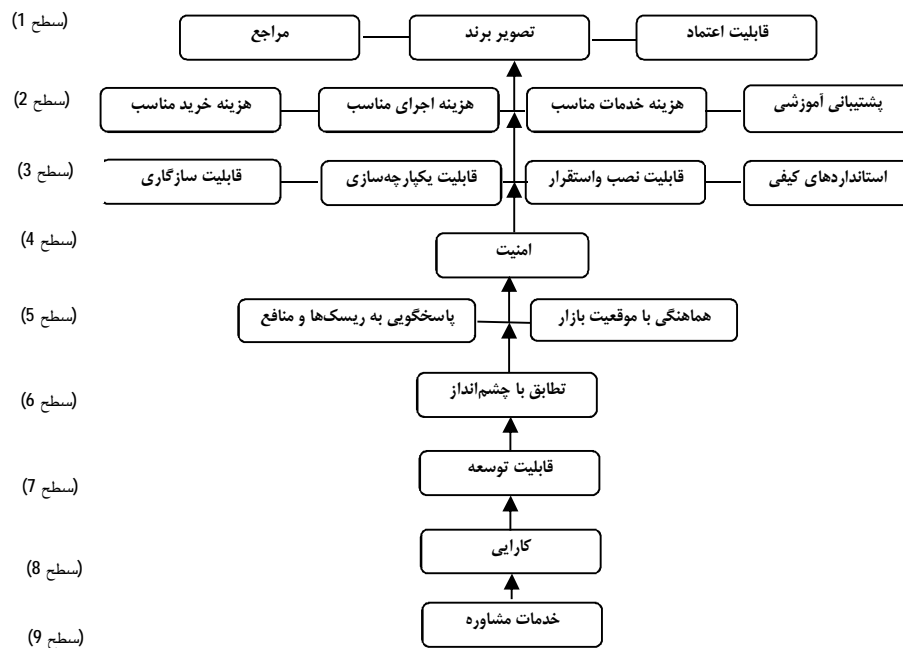 (سطح 1)
قابلیت اعتماد
تصویر برند
مراجع
(سطح 2)
پشتیبانی آموزشی
هزینه خدمات مناسب
هزینه اجرای مناسب
هزینه خرید مناسب
(سطح 3)
استانداردهای کیفی
قابلیت نصب واستقرار
قابلیت یکپارچه‌سازی
قابلیت سازگاری
(سطح 4)
امنیت
(سطح 5)
هماهنگی با موقعیت بازار
پاسخگویی به ریسک‌ها و منافع
(سطح 6)
تطابق با چشم‌انداز
(سطح 7)
قابلیت توسعه
(سطح 8)
کارایی
(سطح 9)
خدمات مشاوره